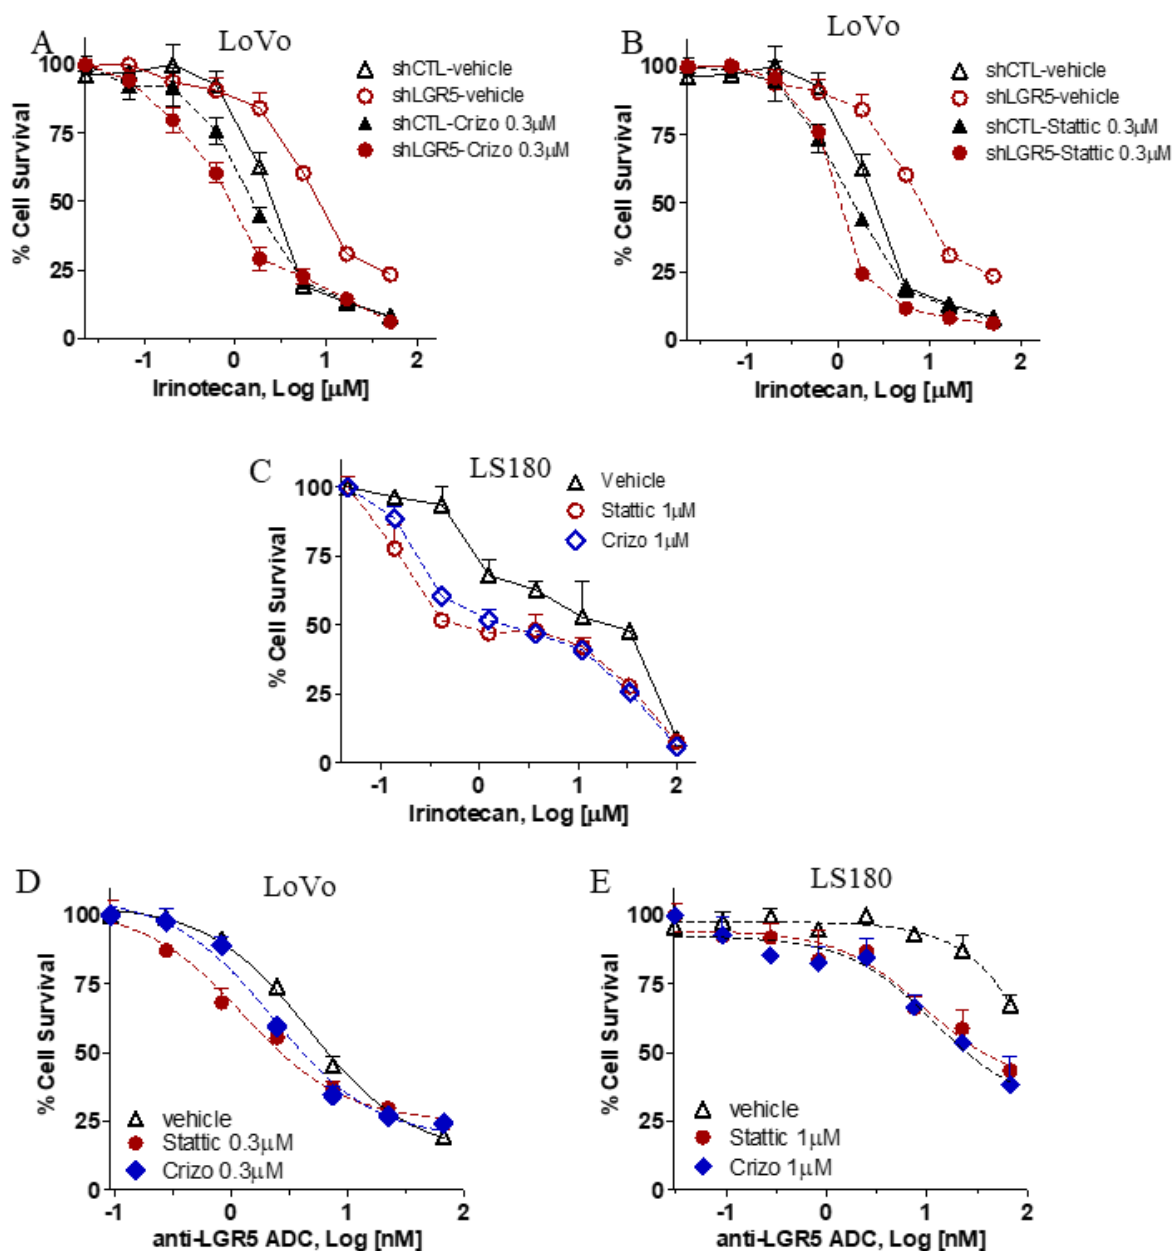 A
LoVo
shCTL-vehicle
shLGR5-vehicle
shCTL-Crizo 0.3μM
shLGR5-Crizo 0.3μM
% Cell Survival
100
75
50
25
0
-1
0
1
2
Irinotecan, Log [μM]
B
LoVo
shCTL-vehicle
shLGR5-vehicle
shCTL-Stattic 0.3μM
shLGR5-Stattic 0.3μM
% Cell Survival
100
75
50
25
0
-1
0
1
2
Irinotecan, Log [μM]
C
LS180
Vehicle
Stattic 1μM
Crizo 1μM
% Cell Survival
100
75
50
25
0
-1
0
1
2
Irinotecan, Log [μM]
D
LoVo
% Cell Survival
100
75
50
25
0
vehicle
Stattic 0.3μM
Crizo 0.3μM
-1
0
1
2
anti-LGR5 ADC, Log [nM]
E
LS180
% Cell Survival
100
75
50
25
0
vehicle
Stattic 1μM
Crizo 1μM
-1
0
1
2
anti-LGR5 ADC, Log [nM]